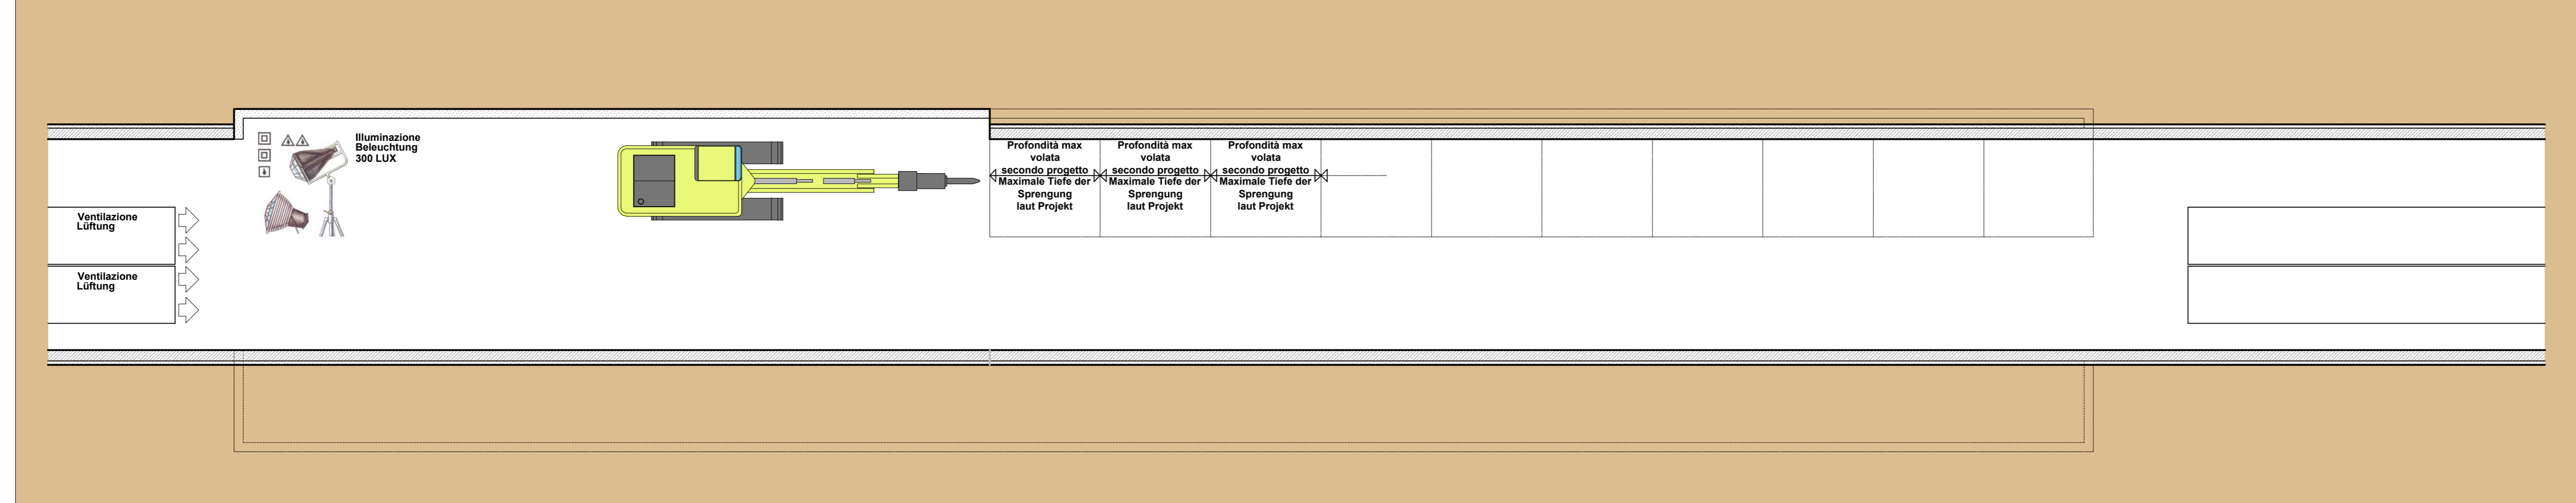 Illuminazione
Beleuchtung
300 LUX
Ventilazione
Lüftung
Ventilazione
Lüftung
Profondità max
volata
secondo progetto
Maximale Tiefe der
Sprengung
laut Projekt
Profondità max
volata
secondo progetto
Maximale Tiefe der
Sprengung
laut Projekt
Profondità max
volata
secondo progetto
Maximale Tiefe der
Sprengung
laut Projekt